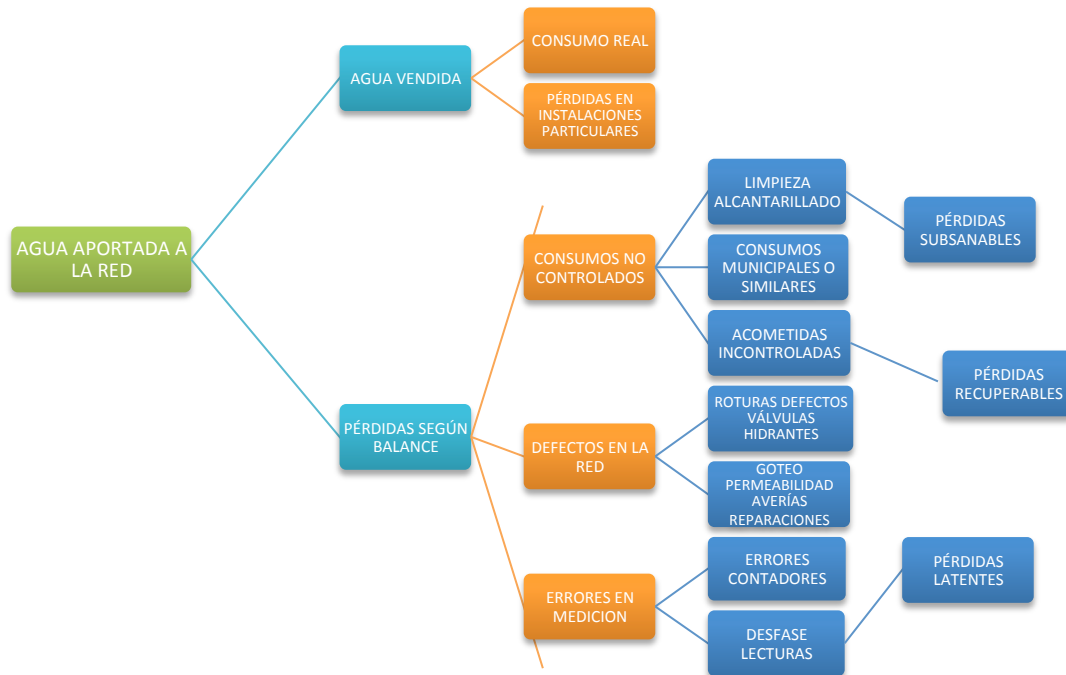 AGUA APORTADA A
LA RED
AGUA VENDIDA
CONSUMO REAL
PÉRDIDAS EN
INSTALACIONES
PARTICULARES
PÉRDIDAS SEGÚN
BALANCE
CONSUMOS NO
CONTROLADOS
LIMPIEZA
ALCANTARILLADO
PÉRDIDAS
SUBSANABLES
CONSUMOS
MUNICIPALES O
SIMILARES
ACOMETIDAS
INCONTROLADAS
PÉRDIDAS
RECUPERABLES
DEFECTOS EN LA
RED
ROTURAS DEFECTOS
VÁLVULAS
HIDRANTES
GOTEO
PERMEABILIDAD
AVERÍAS
REPARACIONES
ERRORES EN
MEDICION
ERRORES
CONTADORES
DESFASE
LECTURAS
PÉRDIDAS
LATENTES